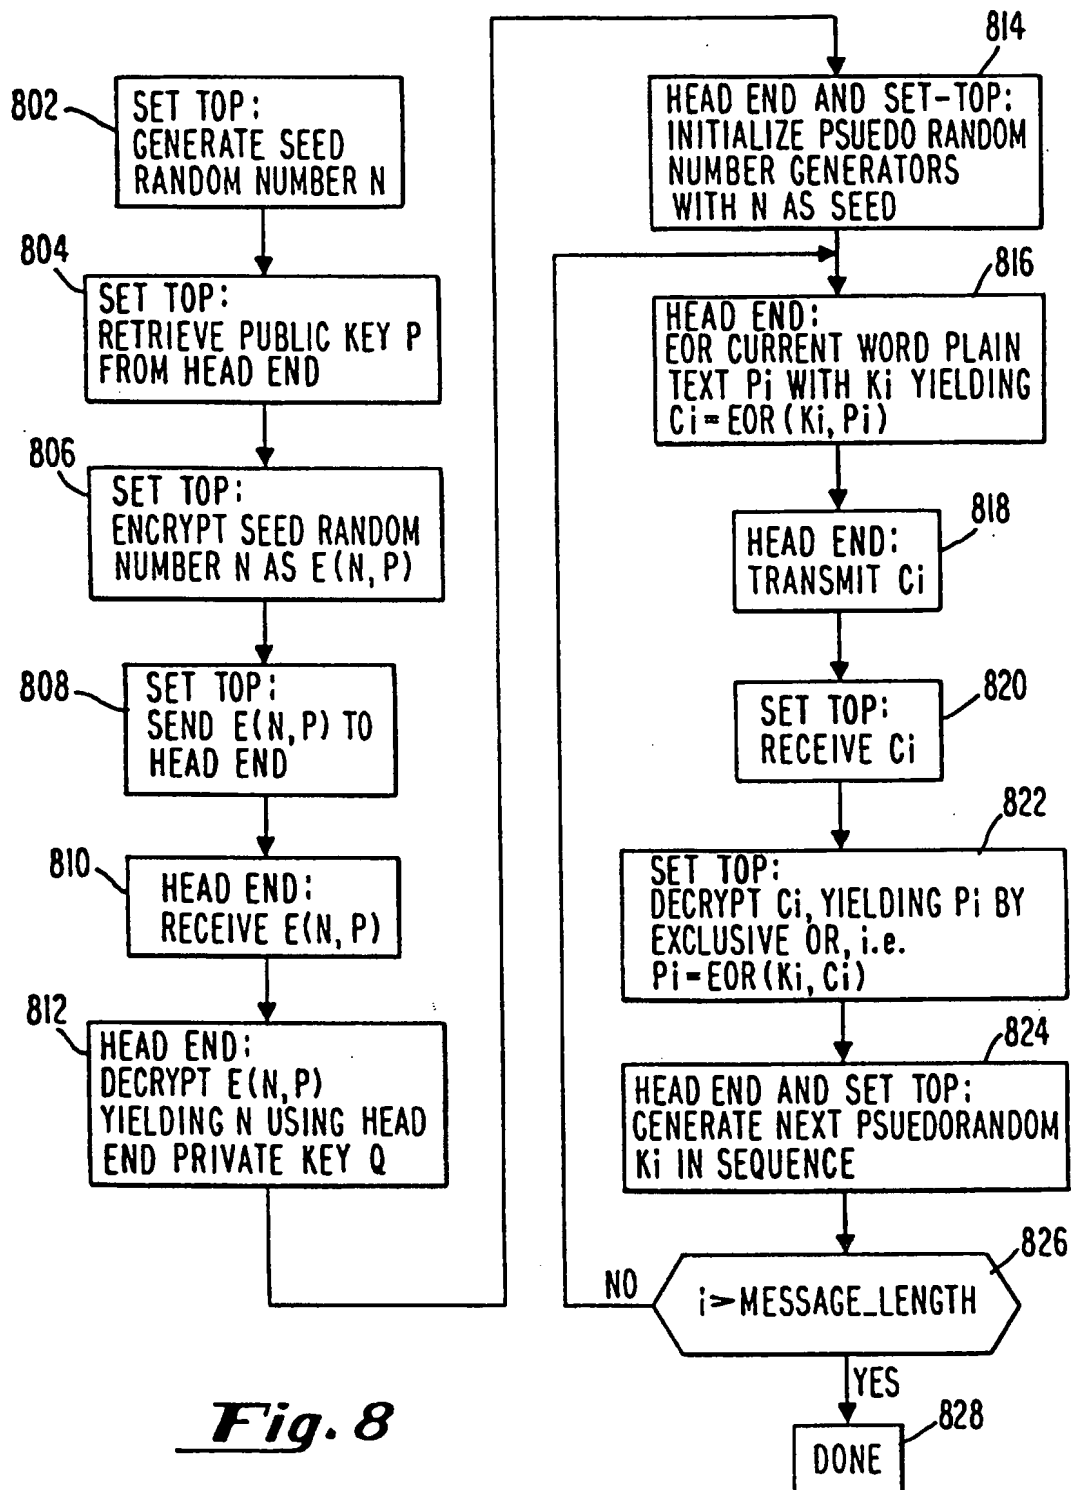 802
SET TOP:
GENERATE SEED
RANDOM NUMBER N
804
SET TOP:
RETRIEVE PUBLIC KEY P
FROM HEAD END
806
SET TOP:
ENCRYPT SEED RANDOM
NUMBER N AS E(N,P)
808
SET TOP:
SEND E(N,P) TO
HEAD END
810
HEAD END:
RECEIVE E(N,P)
812
HEAD END:
DECRYPT E(N,P)
YIELDING N USING HEAD
END PRIVATE KEY Q
814
HEAD END AND SET-TOP:
INITIALIZE PSUEDO RANDOM
NUMBER GENERATORS
WITH N AS SEED
816
HEAD END:
EOR CURRENT WORD PLAIN
TEXT Pi WITH Ki YIELDING
Ci=EOR(Ki,Pi)
818
HEAD END:
TRANSMIT Ci
820
SET TOP:
RECEIVE Ci
822
SET TOP:
DECRYPT Ci, YIELDING Pi BY
EXCLUSIVE OR, i.e.
Pi=EOR(Ki,Ci)
824
HEAD END AND SET TOP:
GENERATE NEXT PSUEDORANDOM
Ki IN SEQUENCE
826
i>MESSAGE_LENGTH
NO
YES
828
DONE
Fig. 8